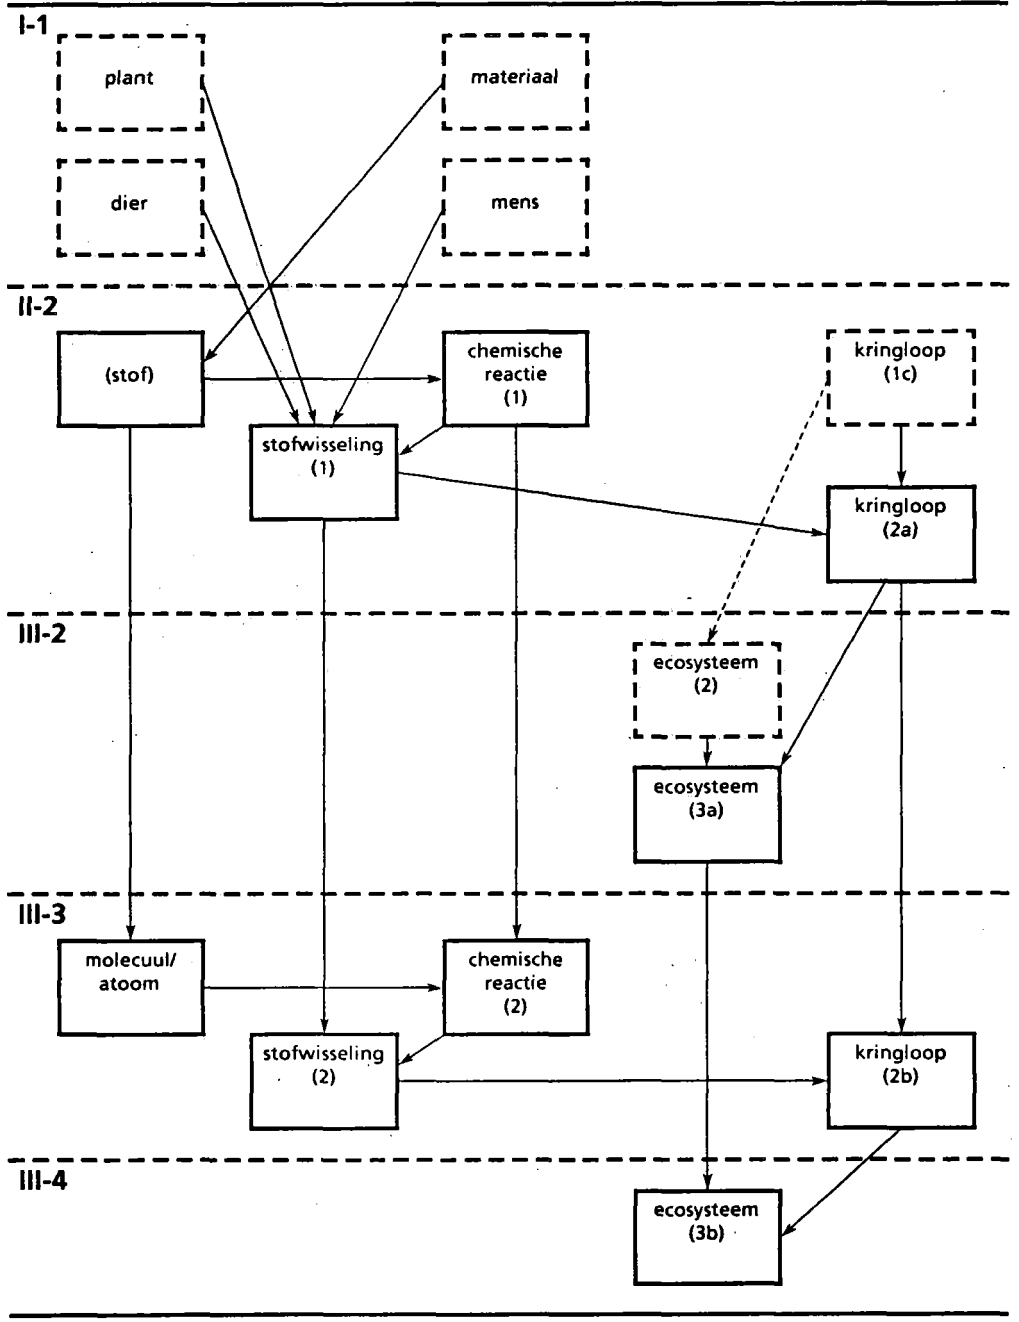 I-1
plant
materiaal
dier
mens
II-2
(stof)
chemische
reactie
(1)
kringloop
(1c)
stofwisseling
(1)
kringloop
(2a)
III-2
ecosysteem
(2)
ecosysteem
(3a)
III-3
molecuul/
atoom
chemische
reactie
(2)
stofwisseling
(2)
kringloop
(2b)
III-4
ecosysteem
(3b)